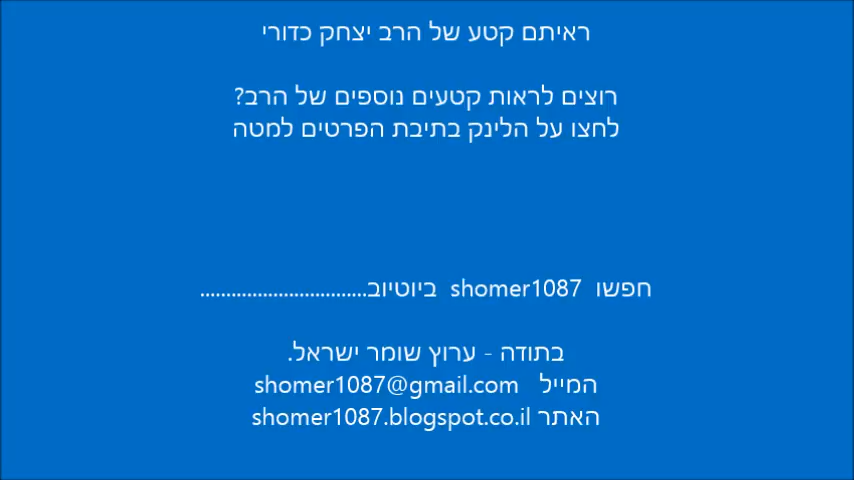 ראיתם קטע של הרב יצחק כדורי
רוצים לראות קטעים נוספים של הרב?
לחצו על הלינק בתיבת הפרטים למטה
חפשו shomer1087 ביוטיוב................................
בתודה - ערוץ שומר ישראל.
המייל shomer1087@gmail.com
האתר shomer1087.blogspot.co.il